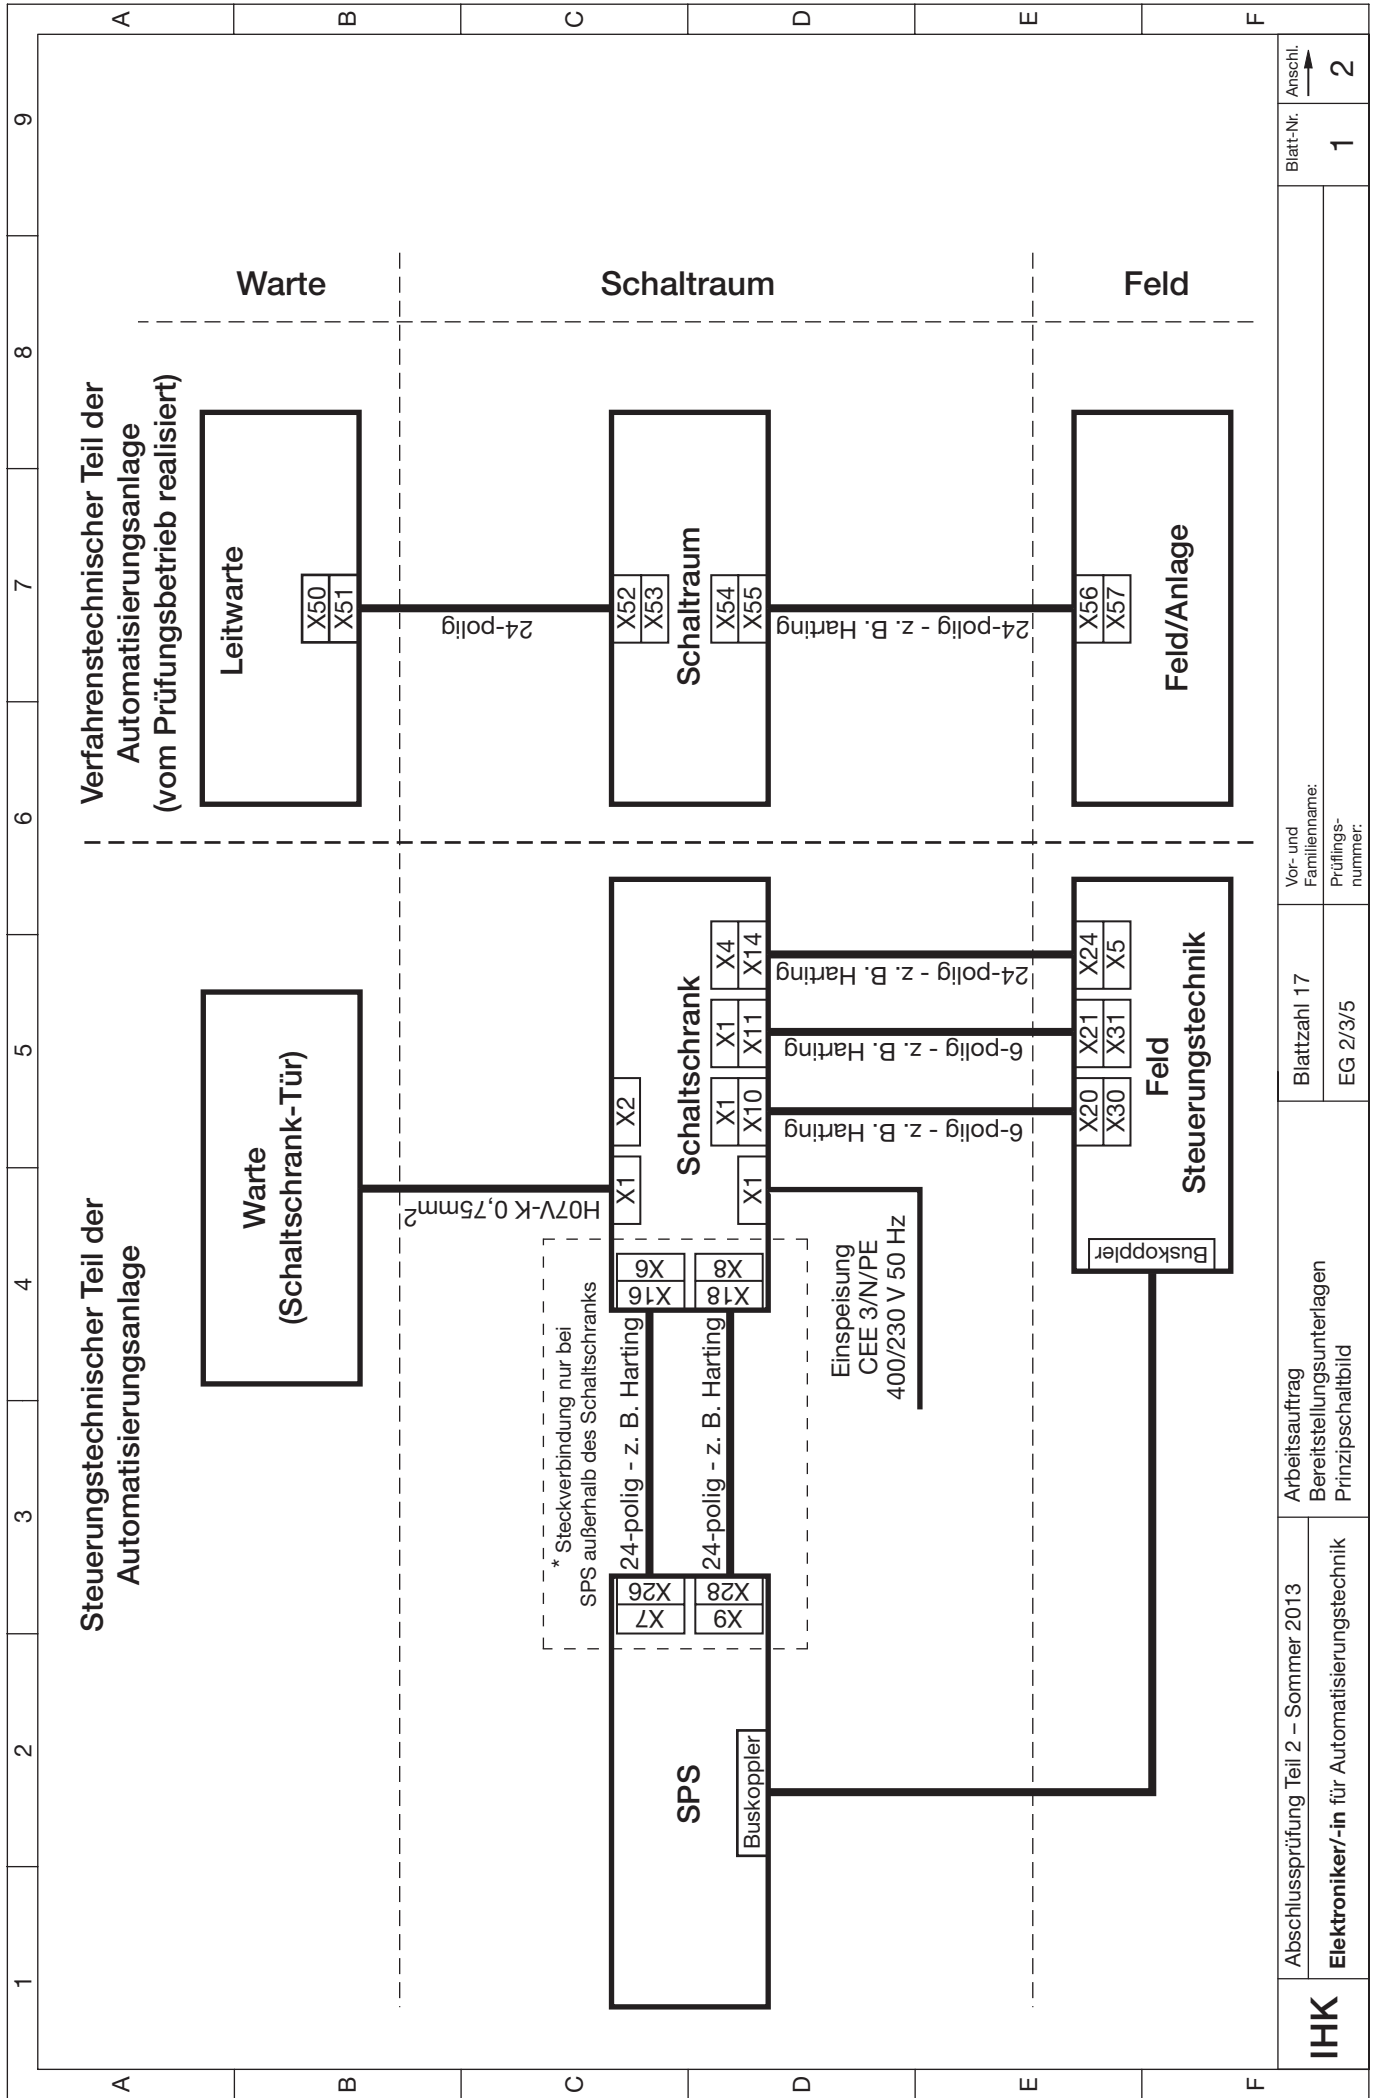 1
2
3
4
5
6
7
8
9
A
B
C
D
E
F
A
B
C
D
E
F
Steuerungstechnischer Teil der
Automatisierungsanlage
Verfahrenstechnischer Teil der
Automatisierungsanlage
(vom Prüfungsbetrieb realisiert)
Warte
(Schaltschrank-Tür)
Leitwarte
X50
X51
Warte
H07V-K 0,75mm²
24-polig
* Steckverbindung nur bei
SPS außerhalb des Schaltschranks
SPS
Buskoppler
X7
X26
24-polig - z. B. Harting
X16
X6
X9
X28
24-polig - z. B. Harting
X18
X8
X1
X2
Schaltschrank
X1
X1
X10
X1
X11
X4
X14
X52
X53
Schaltraum
X54
X55
Schaltraum
Einspeisung
CEE 3/N/PE
400/230 V 50 Hz
6-polig - z. B. Harting
6-polig - z. B. Harting
24-polig - z. B. Harting
24-polig - z. B. Harting
Buskoppler
X20
X30
X21
X31
X24
X5
Feld
Steuerungstechnik
X56
X57
Feld/Anlage
Feld
IHK
Abschlussprüfung Teil 2 – Sommer 2013
Elektroniker/-in für Automatisierungstechnik
Arbeitsauftrag
Bereitstellungsunterlagen
Prinzipschaltbild
Blattzahl 17
EG 2/3/5
Vor- und
Familienname:
Prüflings-
nummer:
Blatt-Nr.
1
Anschl.
2